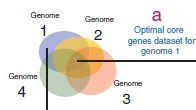 a
Genome
1
Genome
2
Optimal core
genes dataset for
genome 1
Genome
4
Genome
3